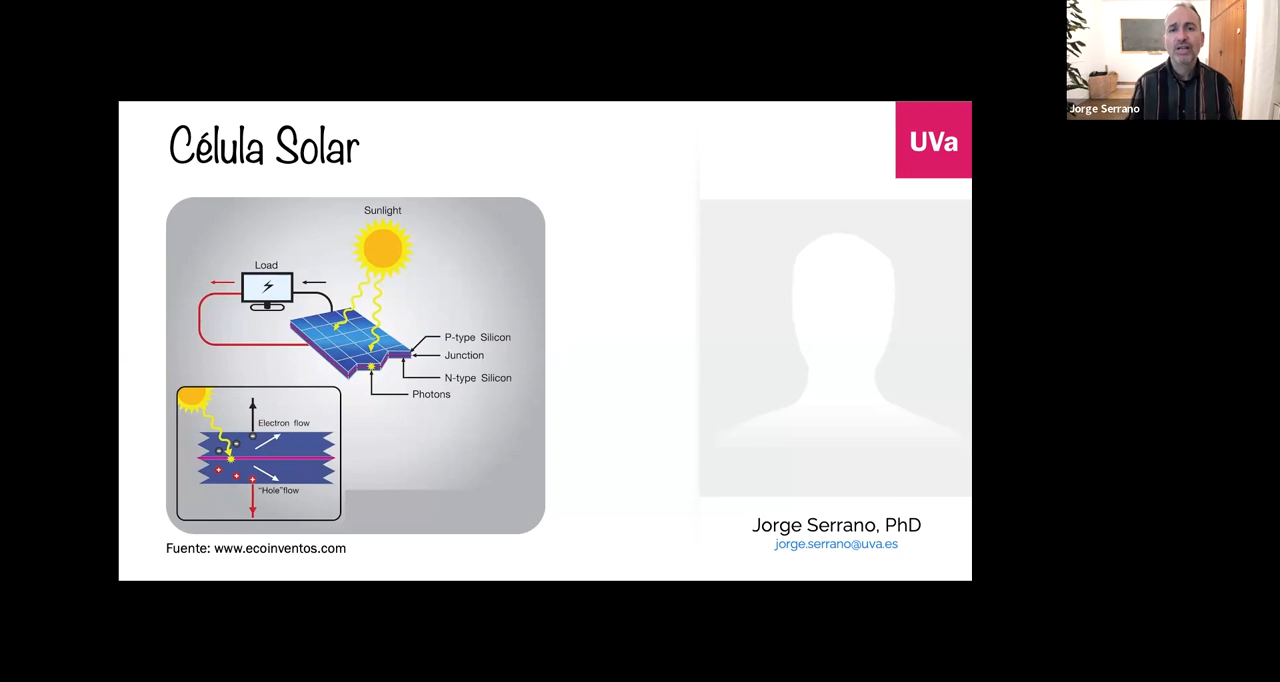 Jorge Serrano
Célula Solar
UVa
Sunlight
Load
P-type Silicon
Junction
N-type Silicon
Photons
Electron flow
"Hole"flow
Fuente: www.ecoinventos.com
Jorge Serrano, PhD
jorge.serrano@uva.es